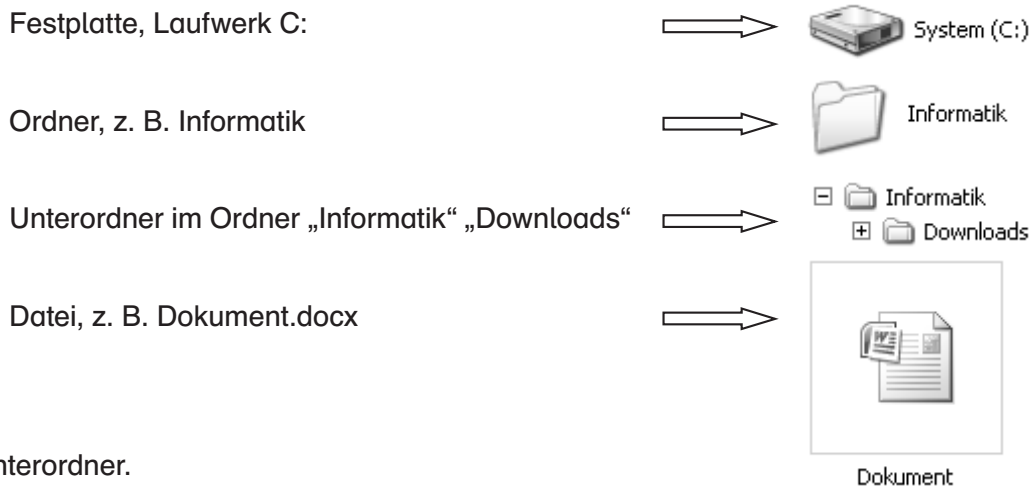 Festplatte, Laufwerk C:
System (C:)
Ordner, z. B. Informatik
Informatik
Unterordner im Ordner „Informatik“ „Downloads“
Informatik
Downloads
Datei, z. B. Dokument.docx
W
nterordner.
Dokument